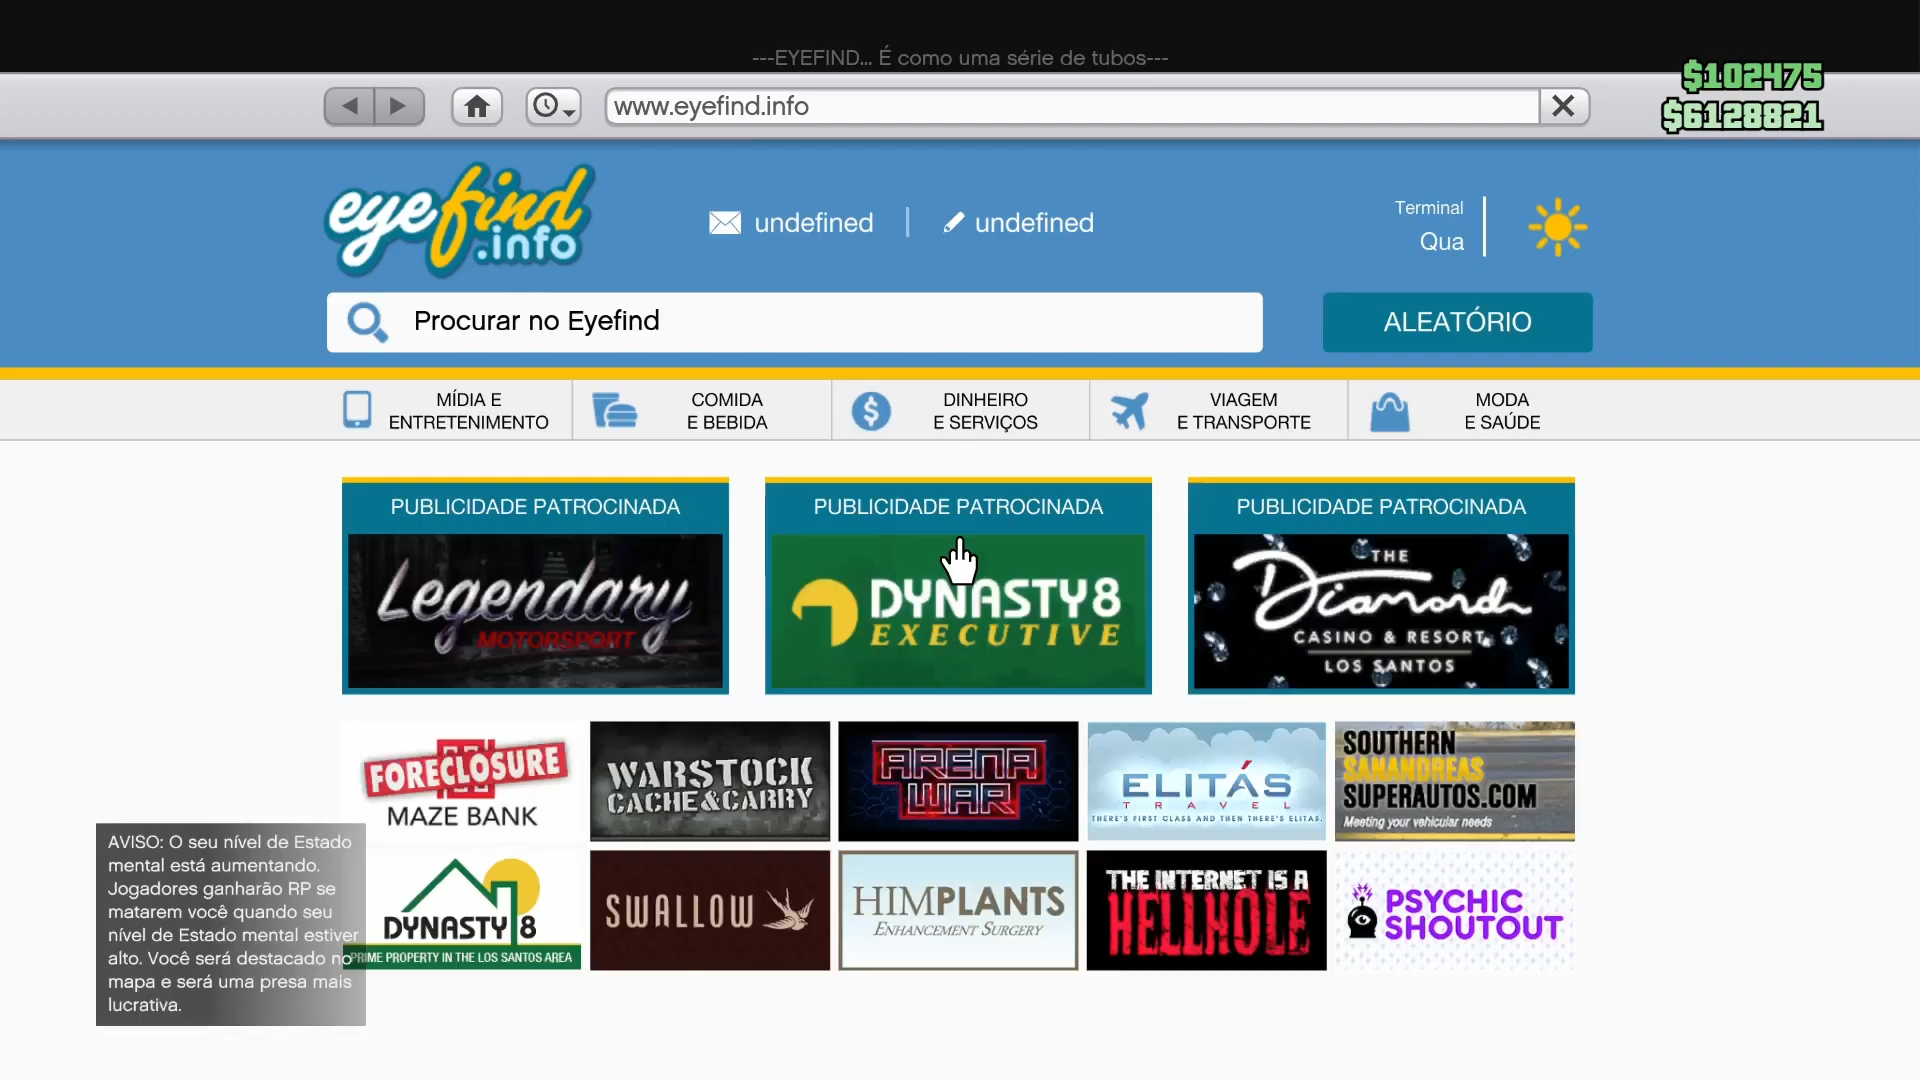 ---EYEFIND... É como uma série de tubos---
$102475
www.eyefind.info
$6128821
eyefind
.info
undefined
undefined
Terminal
Qua
Procurar no Eyefind
ALEATÓRIO
MÍDIA E
ENTRETENIMENTO
COMIDA
E BEBIDA
DINHEIRO
E SERVIÇOS
VIAGEM
E TRANSPORTE
MODA
E SAÚDE
PUBLICIDADE PATROCINADA
Legendary
MOTORSPORT
PUBLICIDADE PATROCINADA
DYNASTY8
EXECUTIVE
PUBLICIDADE PATROCINADA
THE
Diamond
CASINO & RESORT
LOS SANTOS
FORECLOSURE
MAZE BANK
WARSTOCK
CACHE&CARRY
ARENA
WAR
ELITÁS
TRAVEL
THERE'S FIRST CLASS AND THEN THERE'S ELITAS.
SOUTHERN
SANANDREAS
SUPERAUTOS.COM
Meeting your vehicular needs
DYNASTY 8
PRIME PROPERTY IN THE LOS SANTOS AREA
SWALLOW
HIMPLANTS
ENHANCEMENT SURGERY
THE INTERNET IS A
HELLHOLE
PSYCHIC
SHOUTOUT
AVISO: O seu nível de Estado
mental está aumentando.
Jogadores ganharão RP se
matarem você quando seu
nível de Estado mental estiver
alto. Você será destacado no
mapa e será uma presa mais
lucrativa.